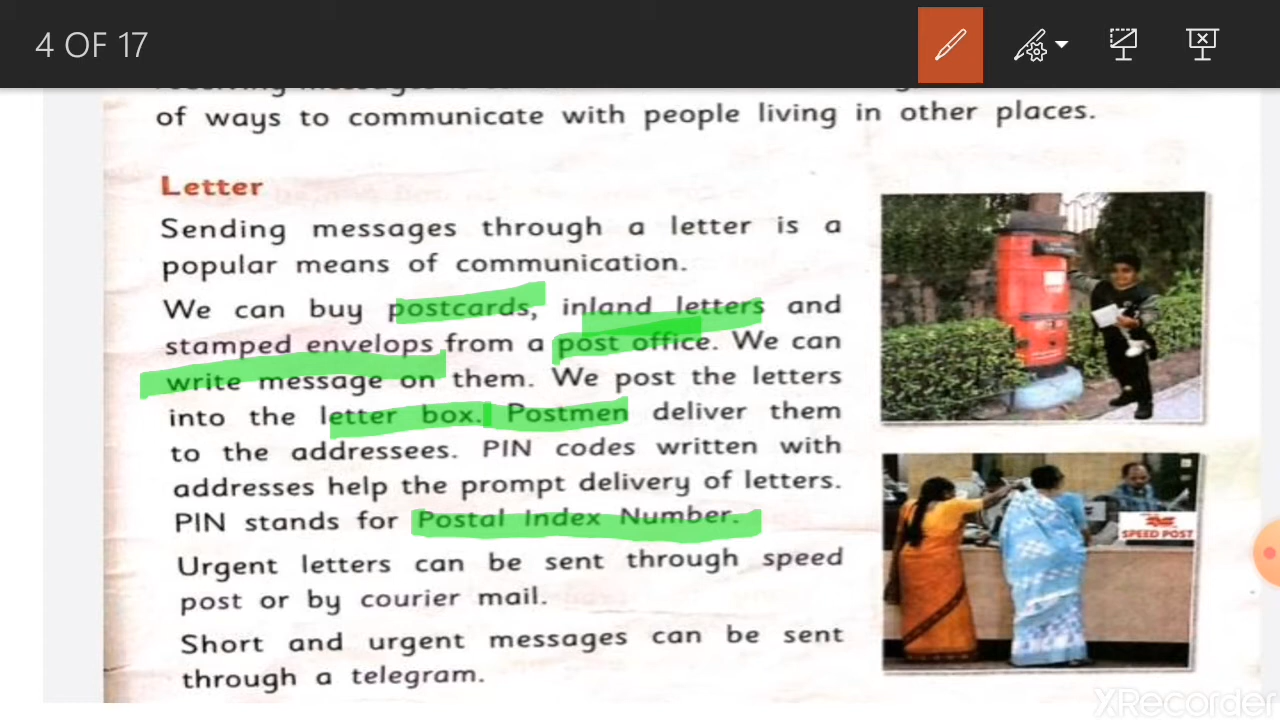 4 OF 17
of ways to communicate with people living in other places.
Letter
Sending messages through a letter is a
popular means of communication.
We can buy postcards, inland letters and
stamped envelops from a post office. We can
write message on them. We post the letters
into the letter box. Postmen deliver them
to the addressees. PIN codes written with
addresses help the prompt delivery of letters.
PIN stands for Postal Index Number.
Urgent letters can be sent through speed
post or by courier mail.
Short and urgent messages can be sent
through a telegram.
SPEED POST
XRecorder